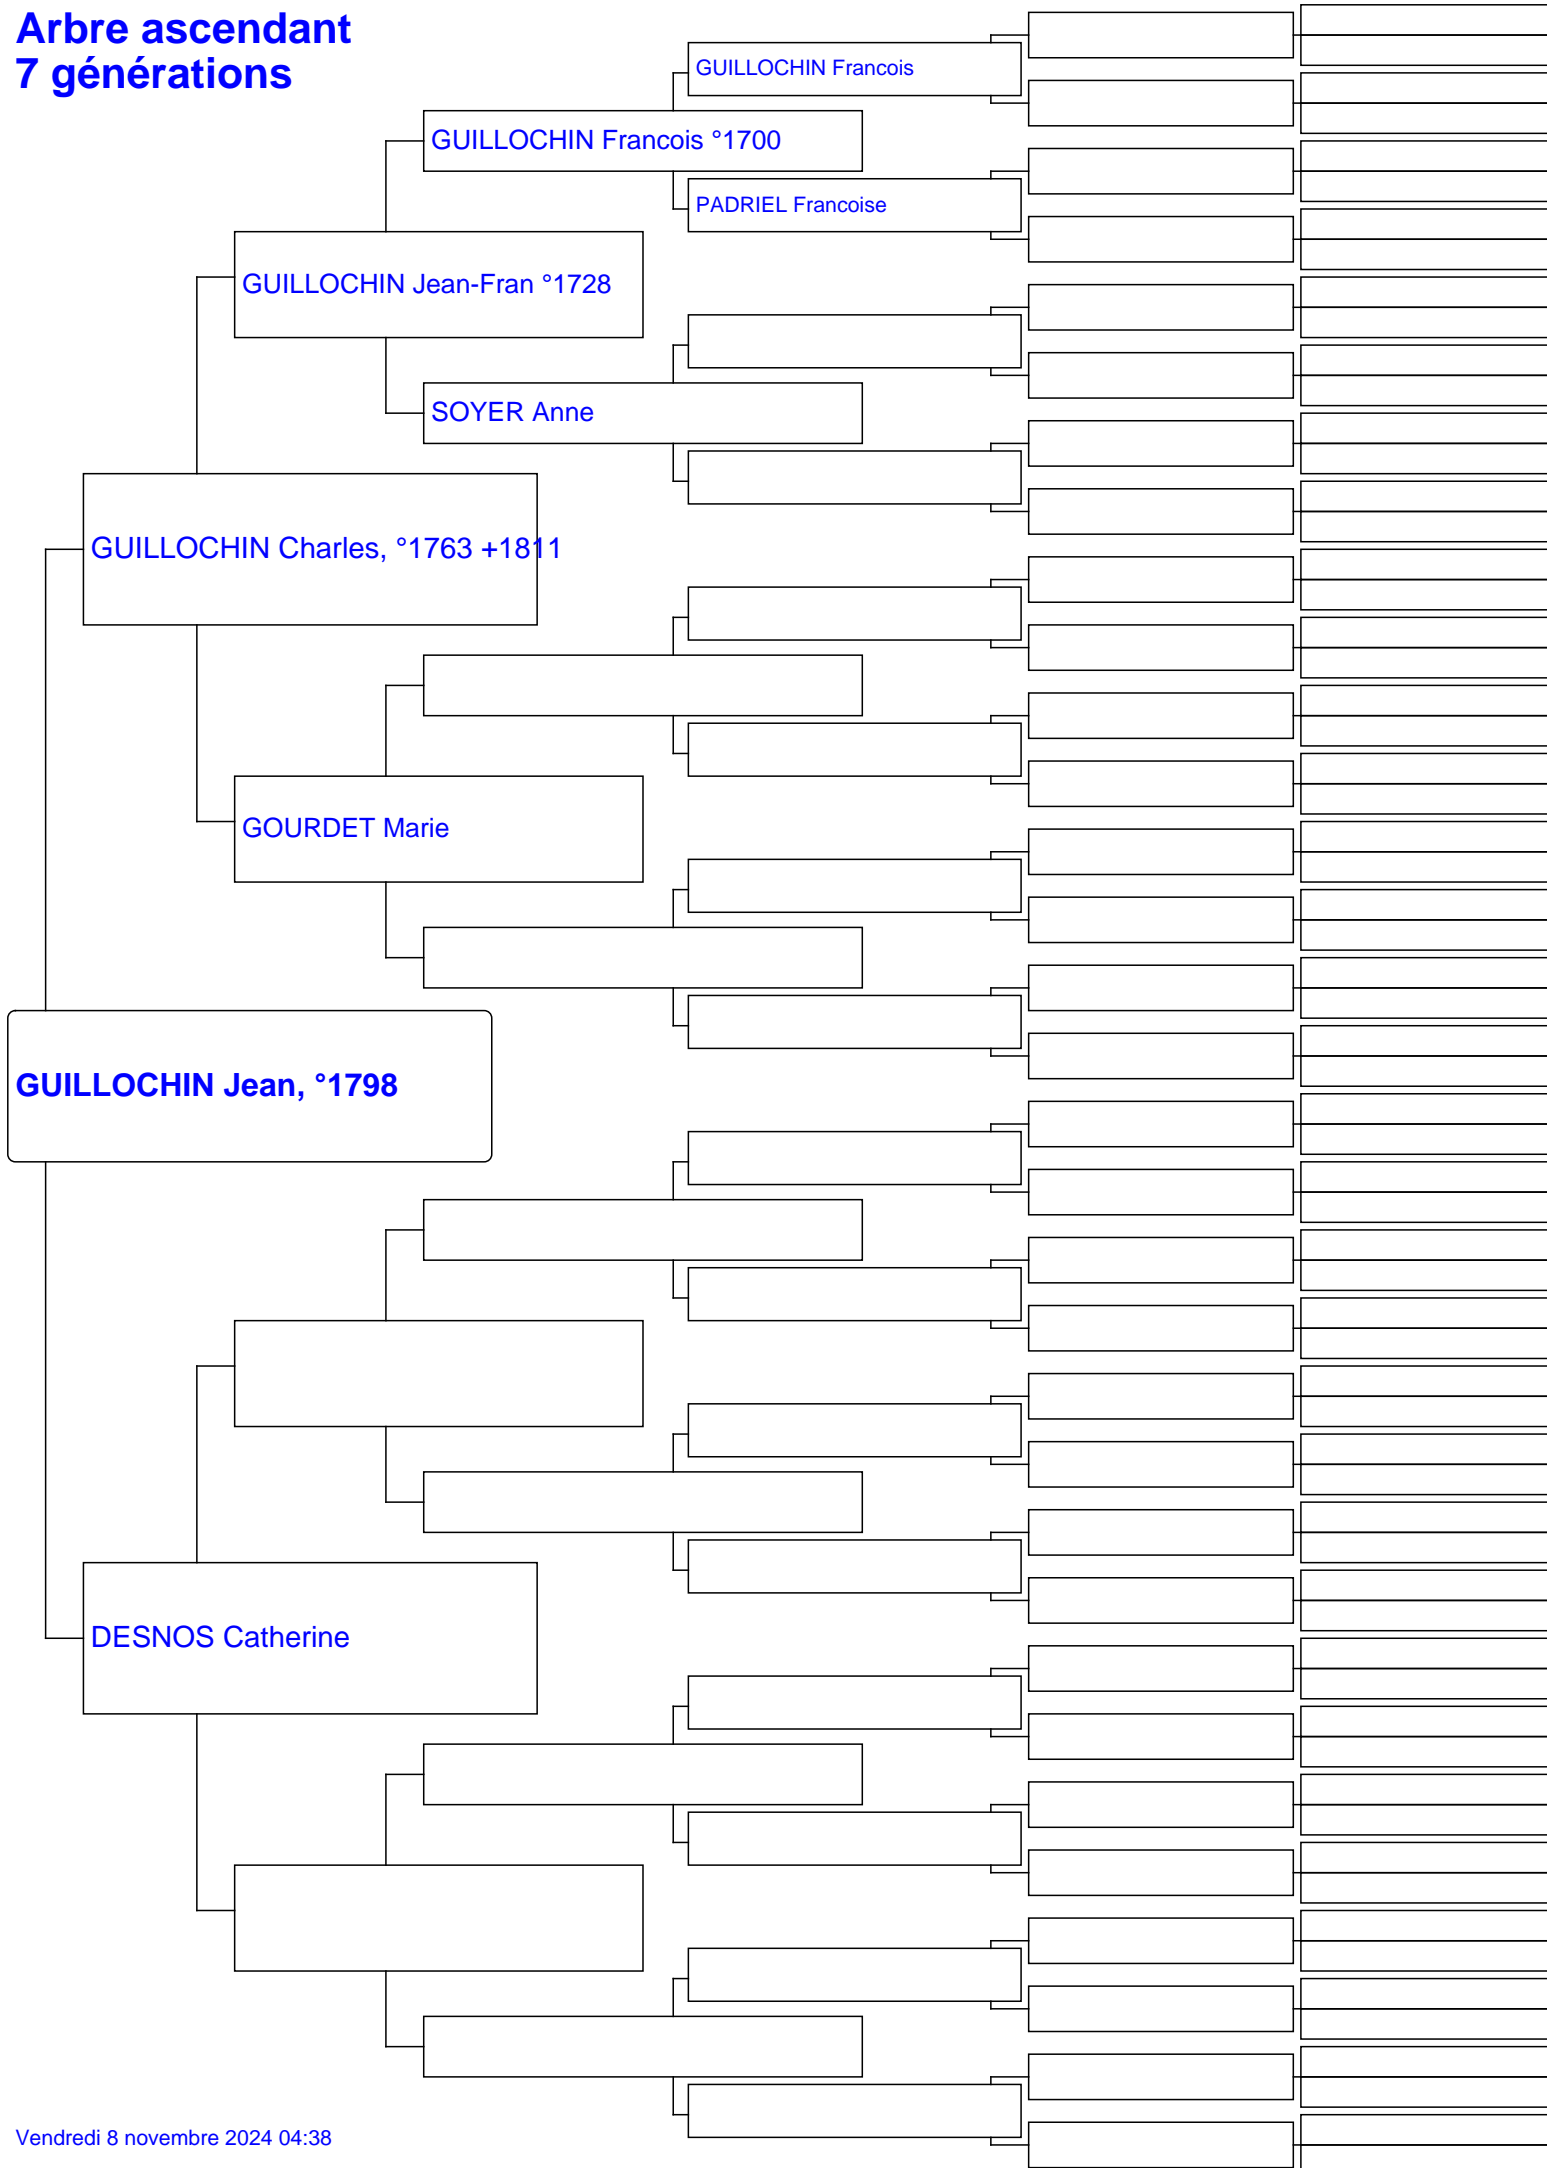 Arbre ascendant
7 générations
GUILLOCHIN Francois
GUILLOCHIN Francois °1700
PADRIEL Francoise
GUILLOCHIN Jean-Fran °1728
SOYER Anne
GUILLOCHIN Charles, °1763 +1811
GOURDET Marie
GUILLOCHIN Jean, °1798
DESNOS Catherine
Vendredi 8 novembre 2024 04:38